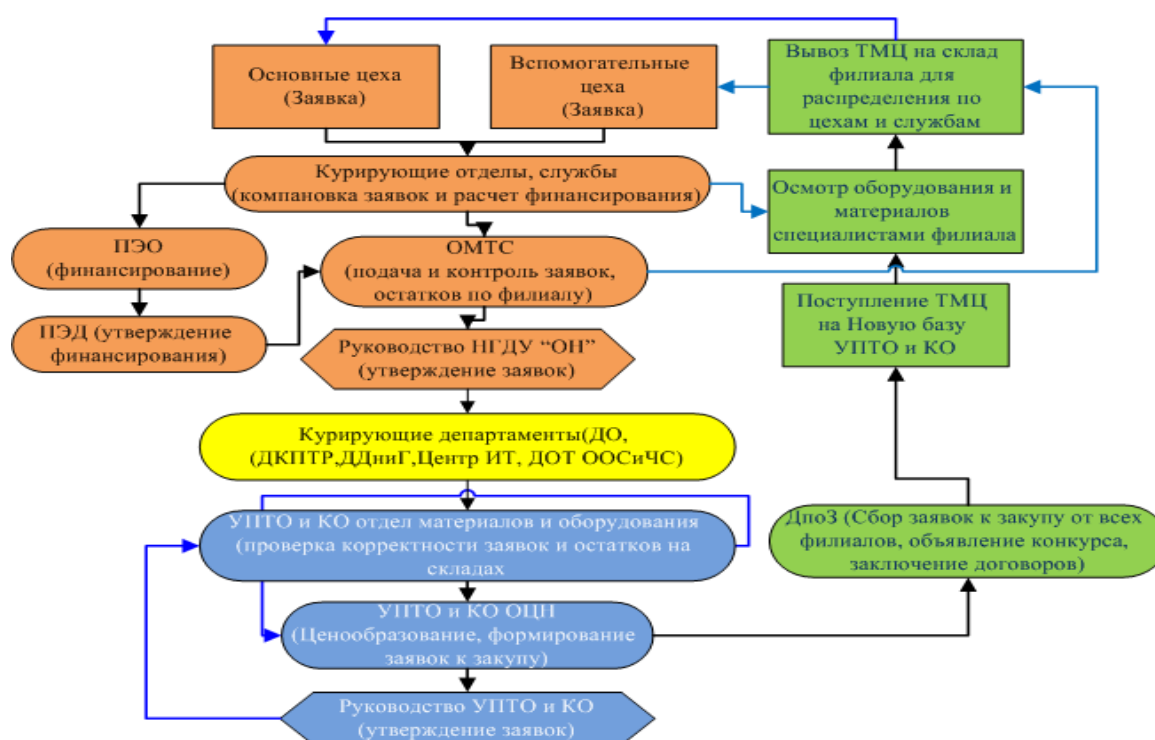 Основные цеха
(Заявка)
Вспомогательные
цеха
(Заявка)
Вывоз ТМЦ на склад
филиала для
распределения по
цехам и службам
Курирующие отделы, службы
(компановка заявок и расчет финансирования)
Осмотр оборудования и
материалов
специалистами филиала
ПЭО
(финансирование)
ОМТС
(подача и контроль заявок,
остатков по филиалу)
ПЭД (утверждение
финансирования)
Поступление ТМЦ
на Новую базу
УПТО и КО
Руководство НГДУ “ОН”
(утверждение заявок)
Курирующие департаменты(ДО,
(ДКПТР,ДДниГ,Центр ИТ, ДОТ ООСиЧС)
УПТО и КО отдел материалов и оборудования
(проверка корректности заявок и остатков на
складах
ДпоЗ (Сбор заявок к закупу от всех
филиалов, объявление конкурса,
заключение договоров)
УПТО и КО ОЦН
(Ценообразование, формирование
заявок к закупу)
Руководство УПТО и КО
(утверждение заявок)